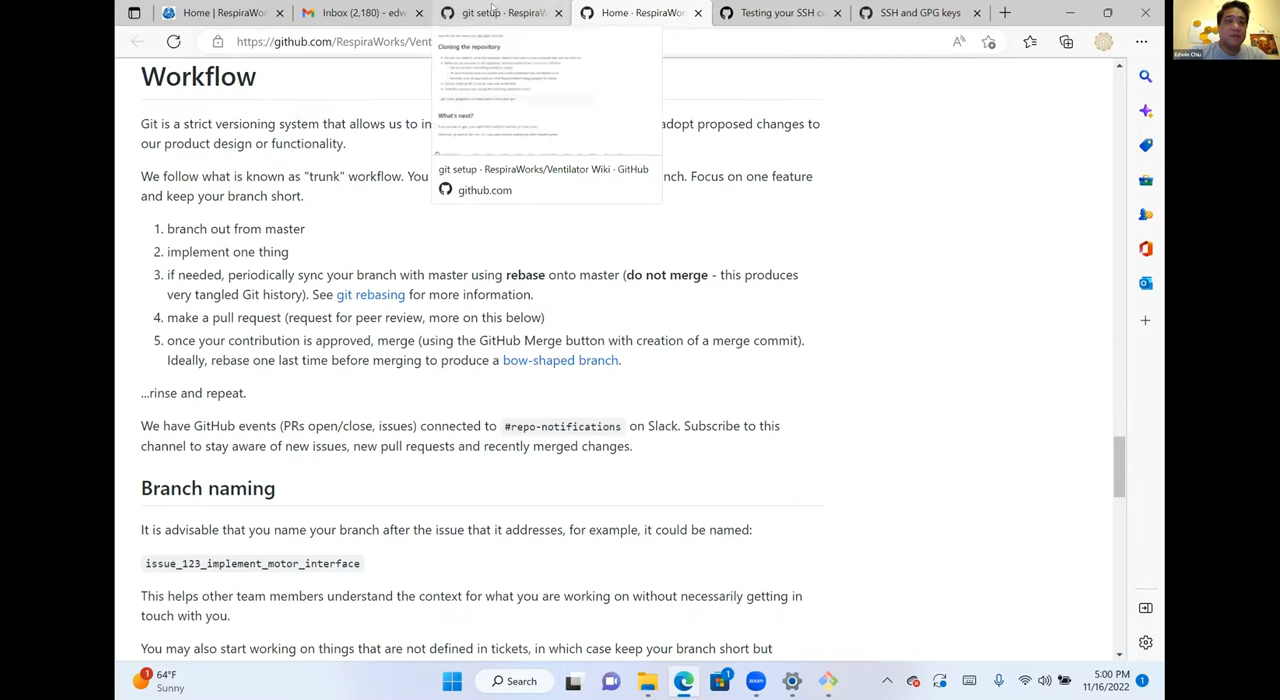 Home | RespiraWor
Inbox (2,180) - edw
git setup · RespiraW
Home · RespiraWor
Testing your SSH c
SSH and GPG keys
https://github.com/RespiraWorks/Vent
Edwin Chiu
Cloning the repository
What's next?
git setup · RespiraWorks/Ventilator Wiki · GitHub
github.com
Workflow
Git is a strict versioning system that allows us to in adopt proposed changes to
our product design or functionality.
We follow what is known as "trunk" workflow. You nch. Focus on one feature
and keep your branch short.
1. branch out from master
2. implement one thing
3. if needed, periodically sync your branch with master using rebase onto master (do not merge - this produces
very tangled Git history). See git rebasing for more information.
4. make a pull request (request for peer review, more on this below)
5. once your contribution is approved, merge (using the GitHub Merge button with creation of a merge commit).
Ideally, rebase one last time before merging to produce a bow-shaped branch.
...rinse and repeat.
We have GitHub events (PRs open/close, issues) connected to #repo-notifications on Slack. Subscribe to this
channel to stay aware of new issues, new pull requests and recently merged changes.
Branch naming
It is advisable that you name your branch after the issue that it addresses, for example, it could be named:
issue_123_implement_motor_interface
This helps other team members understand the context for what you are working on without necessarily getting in
touch with you.
You may also start working on things that are not defined in tickets, in which case keep your branch short but
1
64°F
Sunny
Search
1
zoom
5:00 PM
11/16/2022
1